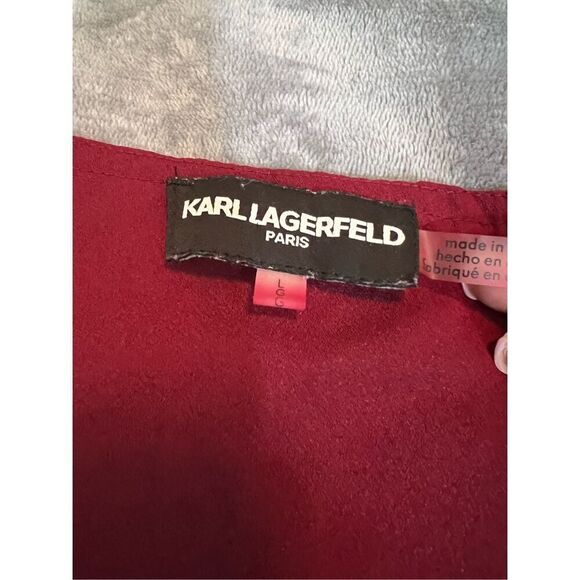 KARL LAGERFELD
PARIS
L
G
made in
hecho en
fabriqué en